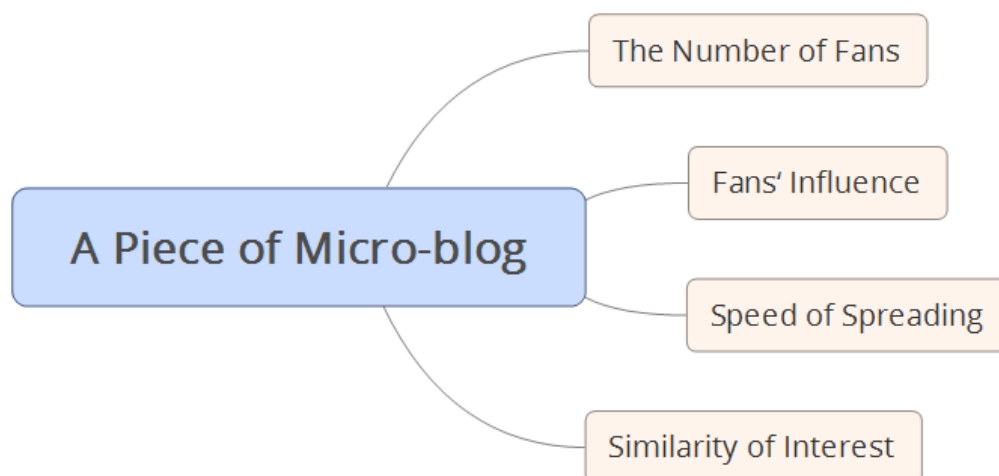 The Number of Fans
Fans‘ Influence
A Piece of Micro-blog
Speed of Spreading
Similarity of Interest